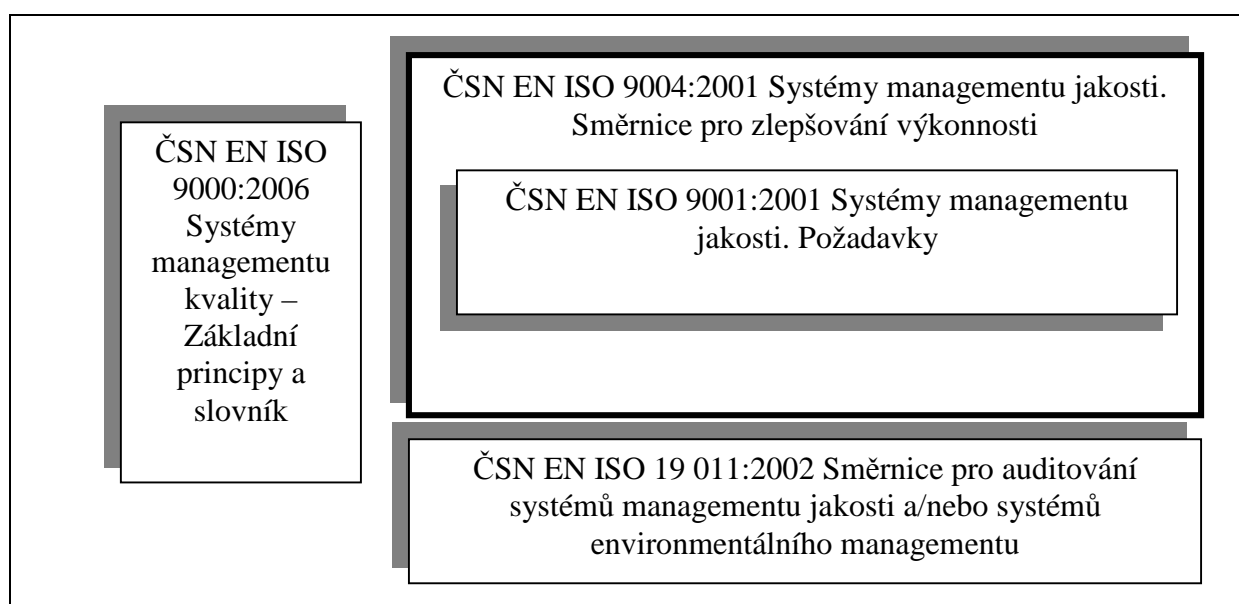 ČSN EN ISO
9000:2006
Systémy
managementu
kvality –
Základní
principy a
slovník
ČSN EN ISO 9004:2001 Systémy managementu jakosti.
Směrnice pro zlepšování výkonnosti
ČSN EN ISO 9001:2001 Systémy managementu
jakosti. Požadavky
ČSN EN ISO 19 011:2002 Směrnice pro auditování
systémů managementu jakosti a/nebo systémů
environmentálního managementu